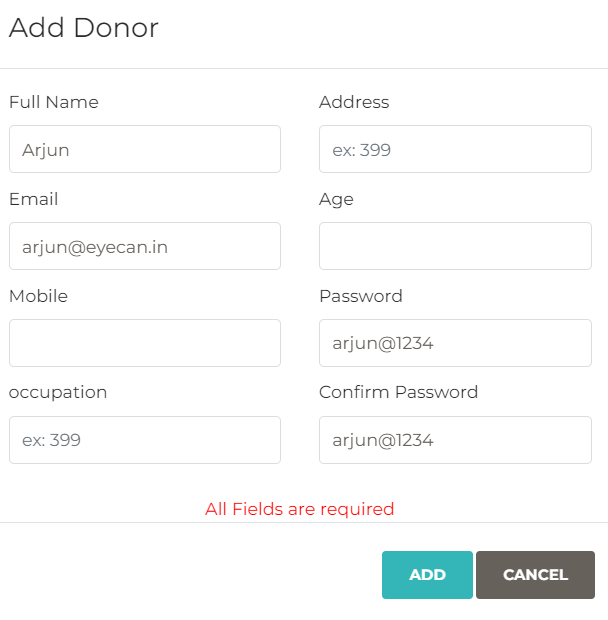 Add Donor
Full Name
Address
Arjun
ex: 399
Email
Age
arjun@eyecan.in
Mobile
Password
arjun@1234
occupation
Confirm Password
ex: 399
arjun@1234
All Fields are required
ADD
CANCEL